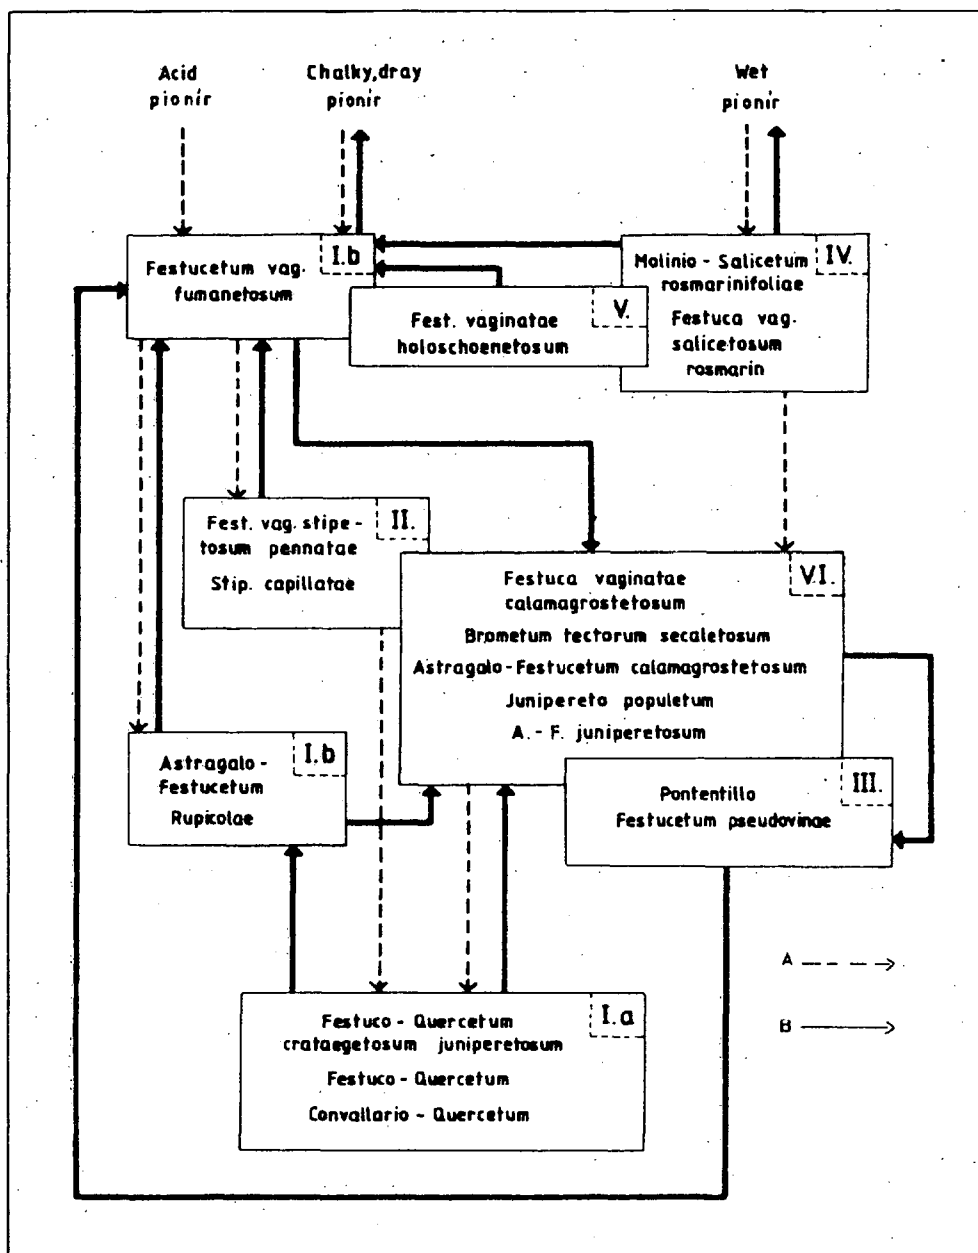 Acid
pionír
Chalky,dray
pionír
Wet
pionír
I.b
Festucetum vag.
fumanetosum
V.
Fest. vaginatae
holoschoenetosum
IV.
Molinio - Salicetum
rosmarinifoliae
Festuca vag.
salicetosum
rosmarin
II.
Fest. vag. stipe-
tosum pennatae
Stip. capillatae
VI.
Festuca vaginatae
calamagrostetosum
Brometum tectorum secaletosum
Astragalo-Festucetum calamagrostetosum
Junipereto populetum
A.-F. juniperetosum
I.b
Astragalo-
Festucetum
Rupicolae
III.
Pontentillo
Festucetum pseudovinae
A
B
I.a
Festuco - Quercetum
crataegetosum juniperetosum
Festuco - Quercetum
Convallario - Quercetum